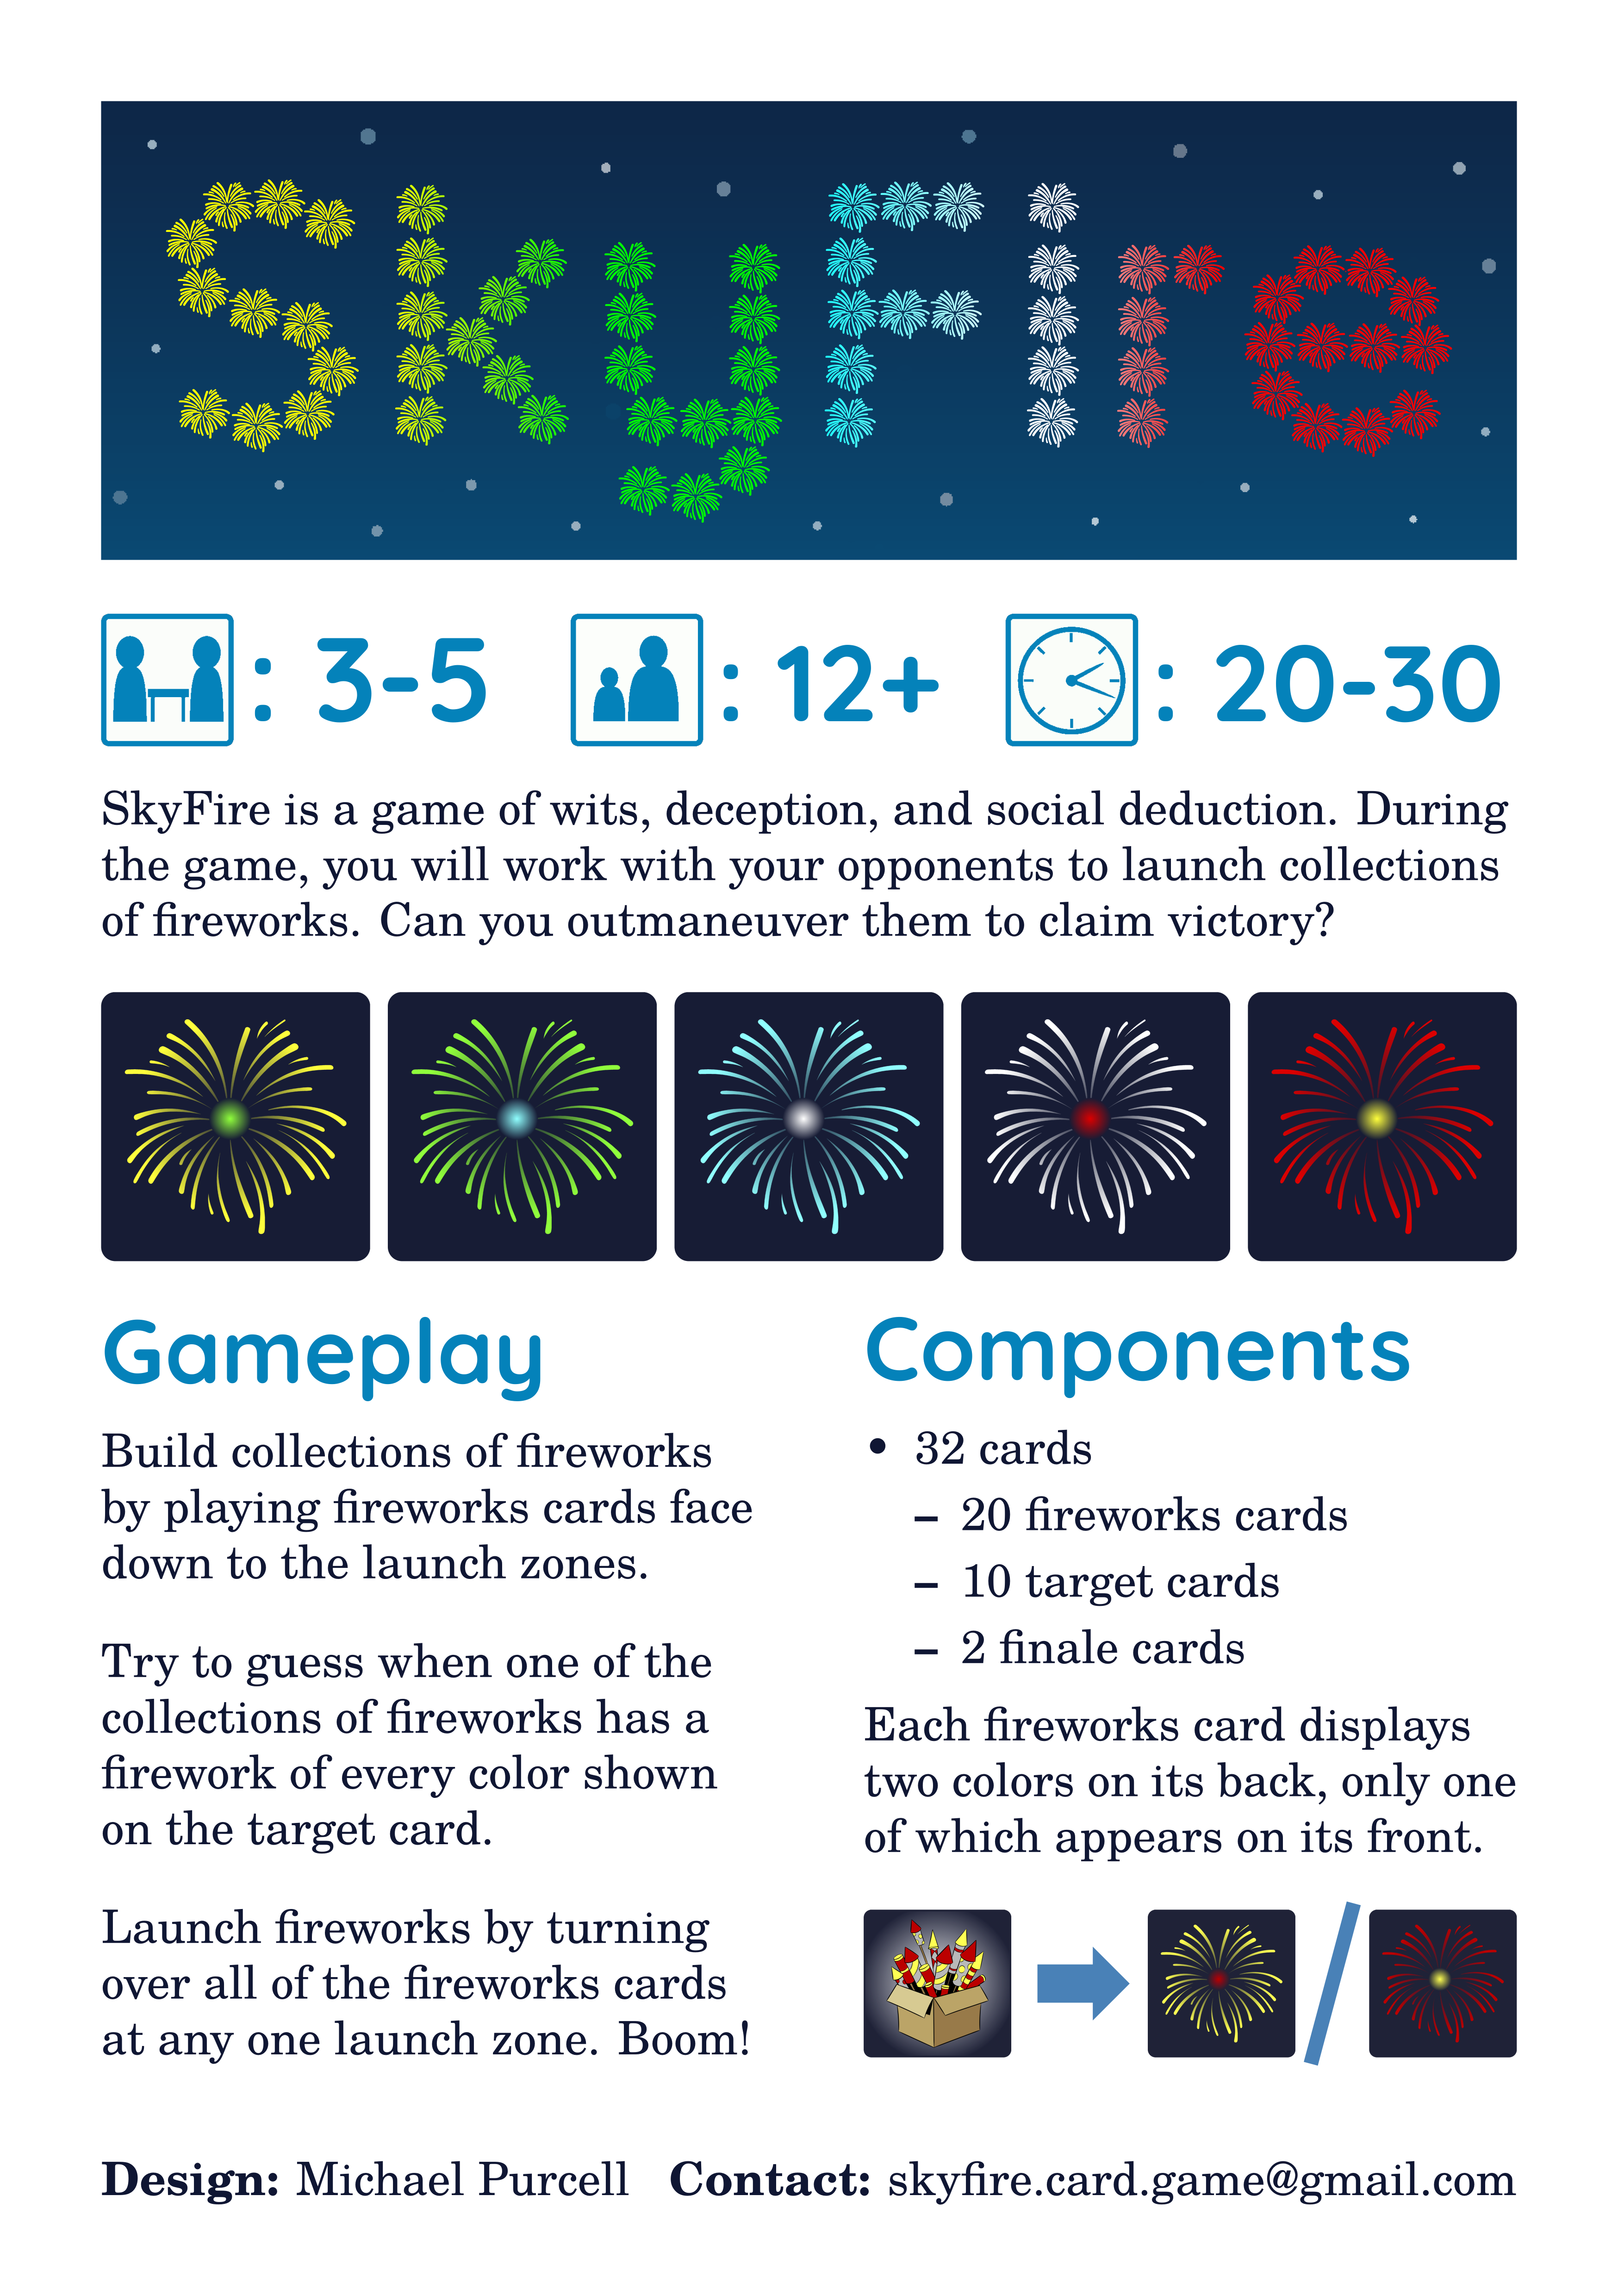 SkyFire
: 3-5 : 12+ : 20-30
SkyFire is a game of wits, deception, and social deduction. During
the game, you will work with your opponents to launch collections
of fireworks. Can you outmaneuver them to claim victory?
Gameplay
Build collections of fireworks
by playing fireworks cards face
down to the launch zones.
Try to guess when one of the
collections of fireworks has a
firework of every color shown
on the target card.
Launch fireworks by turning
over all of the fireworks cards
at any one launch zone. Boom!
Components
• 32 cards
– 20 fireworks cards
– 10 target cards
– 2 finale cards
Each fireworks card displays
two colors on its back, only one
of which appears on its front.
Design: Michael Purcell Contact: skyfire.card.game@gmail.com